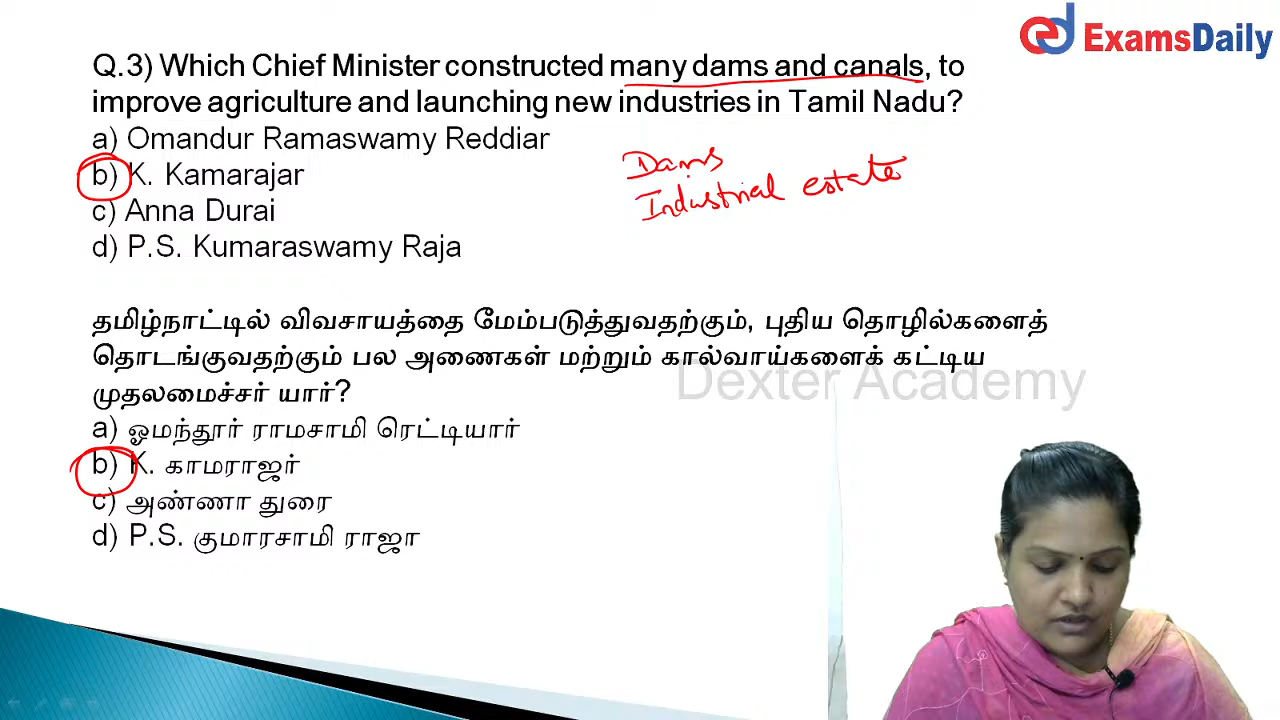 ExamsDaily
Q.3) Which Chief Minister constructed many dams and canals, to
improve agriculture and launching new industries in Tamil Nadu?
a) Omandur Ramaswamy Reddiar
b) K. Kamarajar
c) Anna Durai
d) P.S. Kumaraswamy Raja
Dams
Industrial estate
தமிழ்நாட்டில் விவசாயத்தை மேம்படுத்துவதற்கும், புதிய தொழில்களைத்
தொடங்குவதற்கும் பல அணைகள் மற்றும் கால்வாய்களைக் கட்டிய
முதலமைச்சர் யார்?
Dexter Academy
a) ஓமந்தூர் ராமசாமி ரெட்டியார்
b) K. காமராஜர்
c) அண்ணா துரை
d) P.S. குமாரசாமி ராஜா